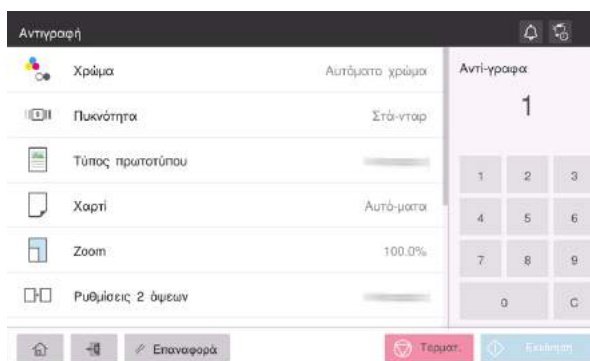 Αντιγραφή
Χρώμα Αυτόματο χρώμα
Πυκνότητα Στά-νταρ
Τύπος πρωτοτύπου
Χαρτί Αυτό-ματα
Zoom 100.0%
Ρυθμίσεις 2 όψεων
Αντί-γραφα
1
1 2 3
4 5 6
7 8 9
0 C
Επαναφορά
Τερματ. Εκκίνηση